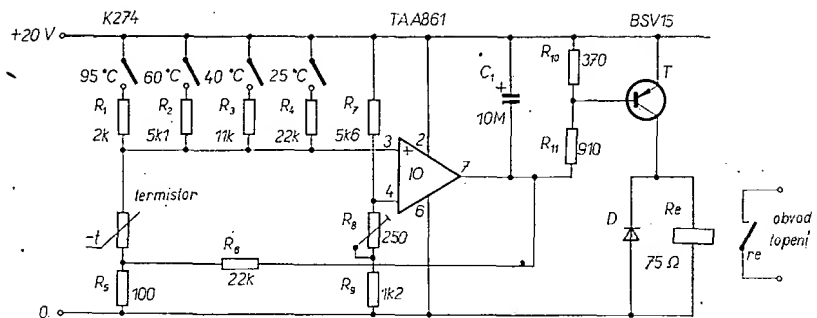 K274 TAA861 BSV15
+20 V
95 °C 60 °C 40 °C 25 °C
R1 R2 R3 R4 R7
2k 5k1 11k 22k 5k6
C1 +
10M
R10 370
T
R11 910
3 + 2
IO 7
4 6
termistor
-t
R8
250
R6
22k
R5
100
R9
1k2
D
Re
75 Ω
re
obvod
topení
0